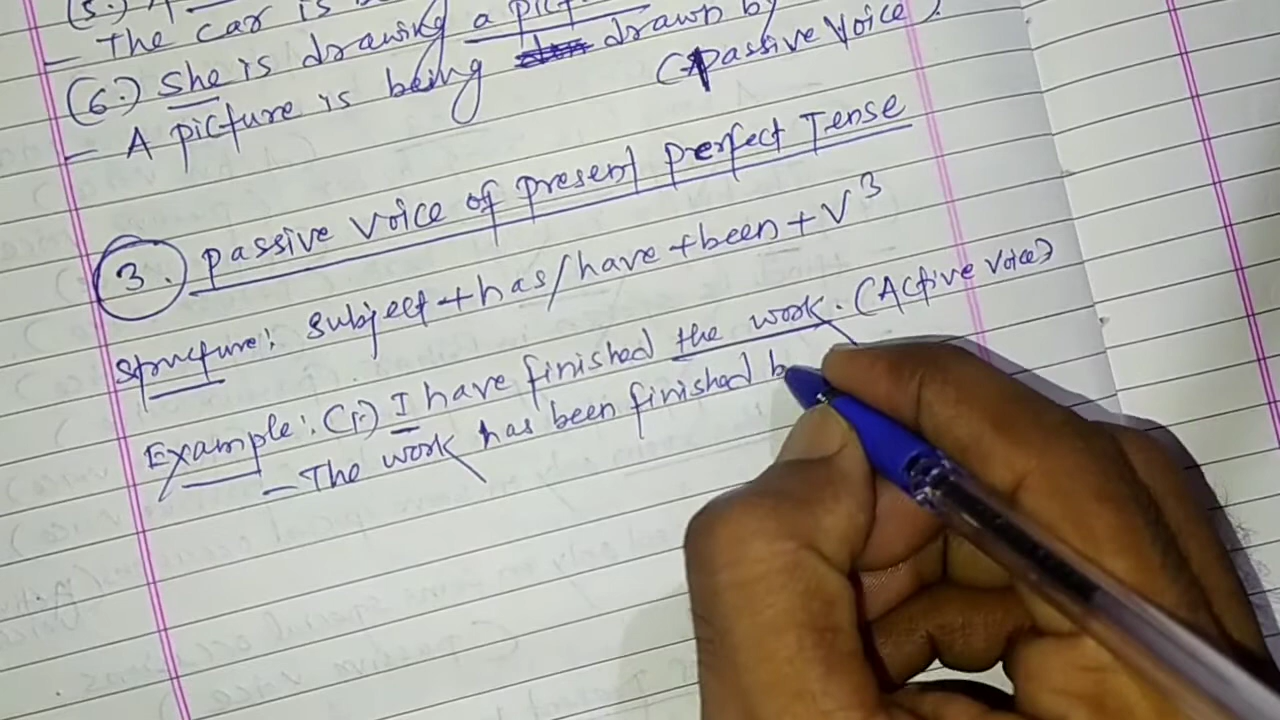 (5.) A
- The car is
(6.) She is drawing a pict
- A picture is being drawn by
(Passive Voice).
3. Passive Voice of Present Perfect Tense
Structure: Subject + has/have + been + V3
Example: (i.) I have finished the work. (Active Voice)
- The work has been finished b